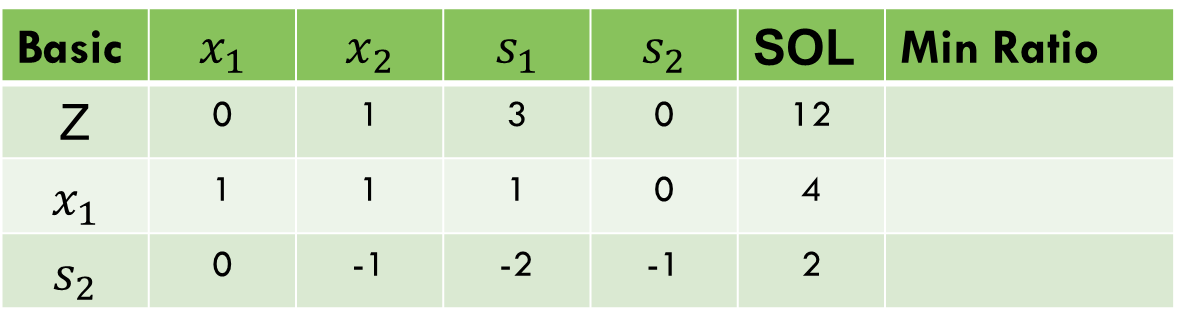 Basic x₁ x₂ s₁ s₂ SOL Min Ratio
Z 0 1 3 0 12
x₁ 1 1 1 0 4
s₂ 0 -1 -2 -1 2